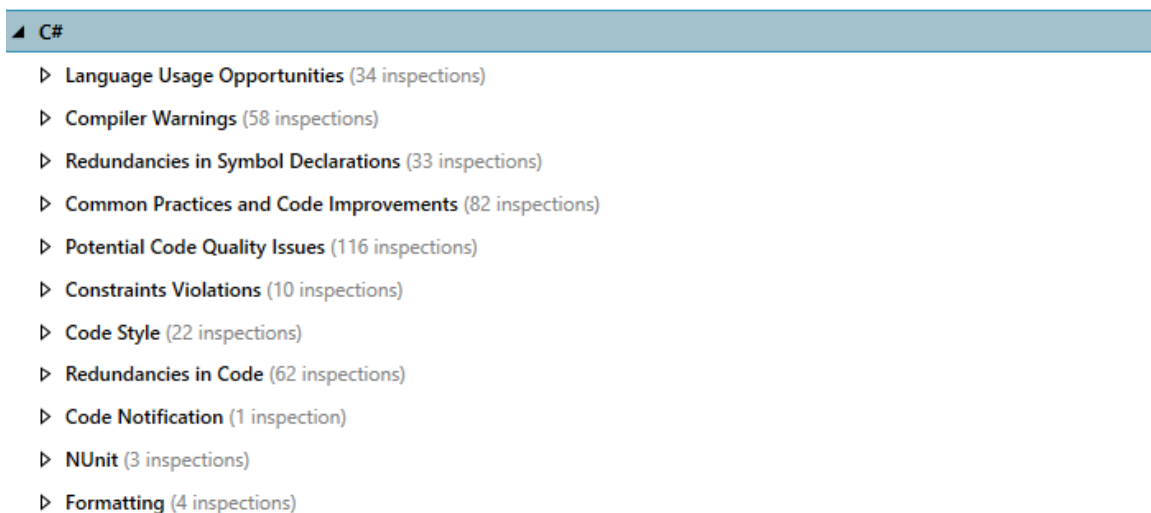 C#
Language Usage Opportunities (34 inspections)
Compiler Warnings (58 inspections)
Redundancies in Symbol Declarations (33 inspections)
Common Practices and Code Improvements (82 inspections)
Potential Code Quality Issues (116 inspections)
Constraints Violations (10 inspections)
Code Style (22 inspections)
Redundancies in Code (62 inspections)
Code Notification (1 inspection)
NUnit (3 inspections)
Formatting (4 inspections)